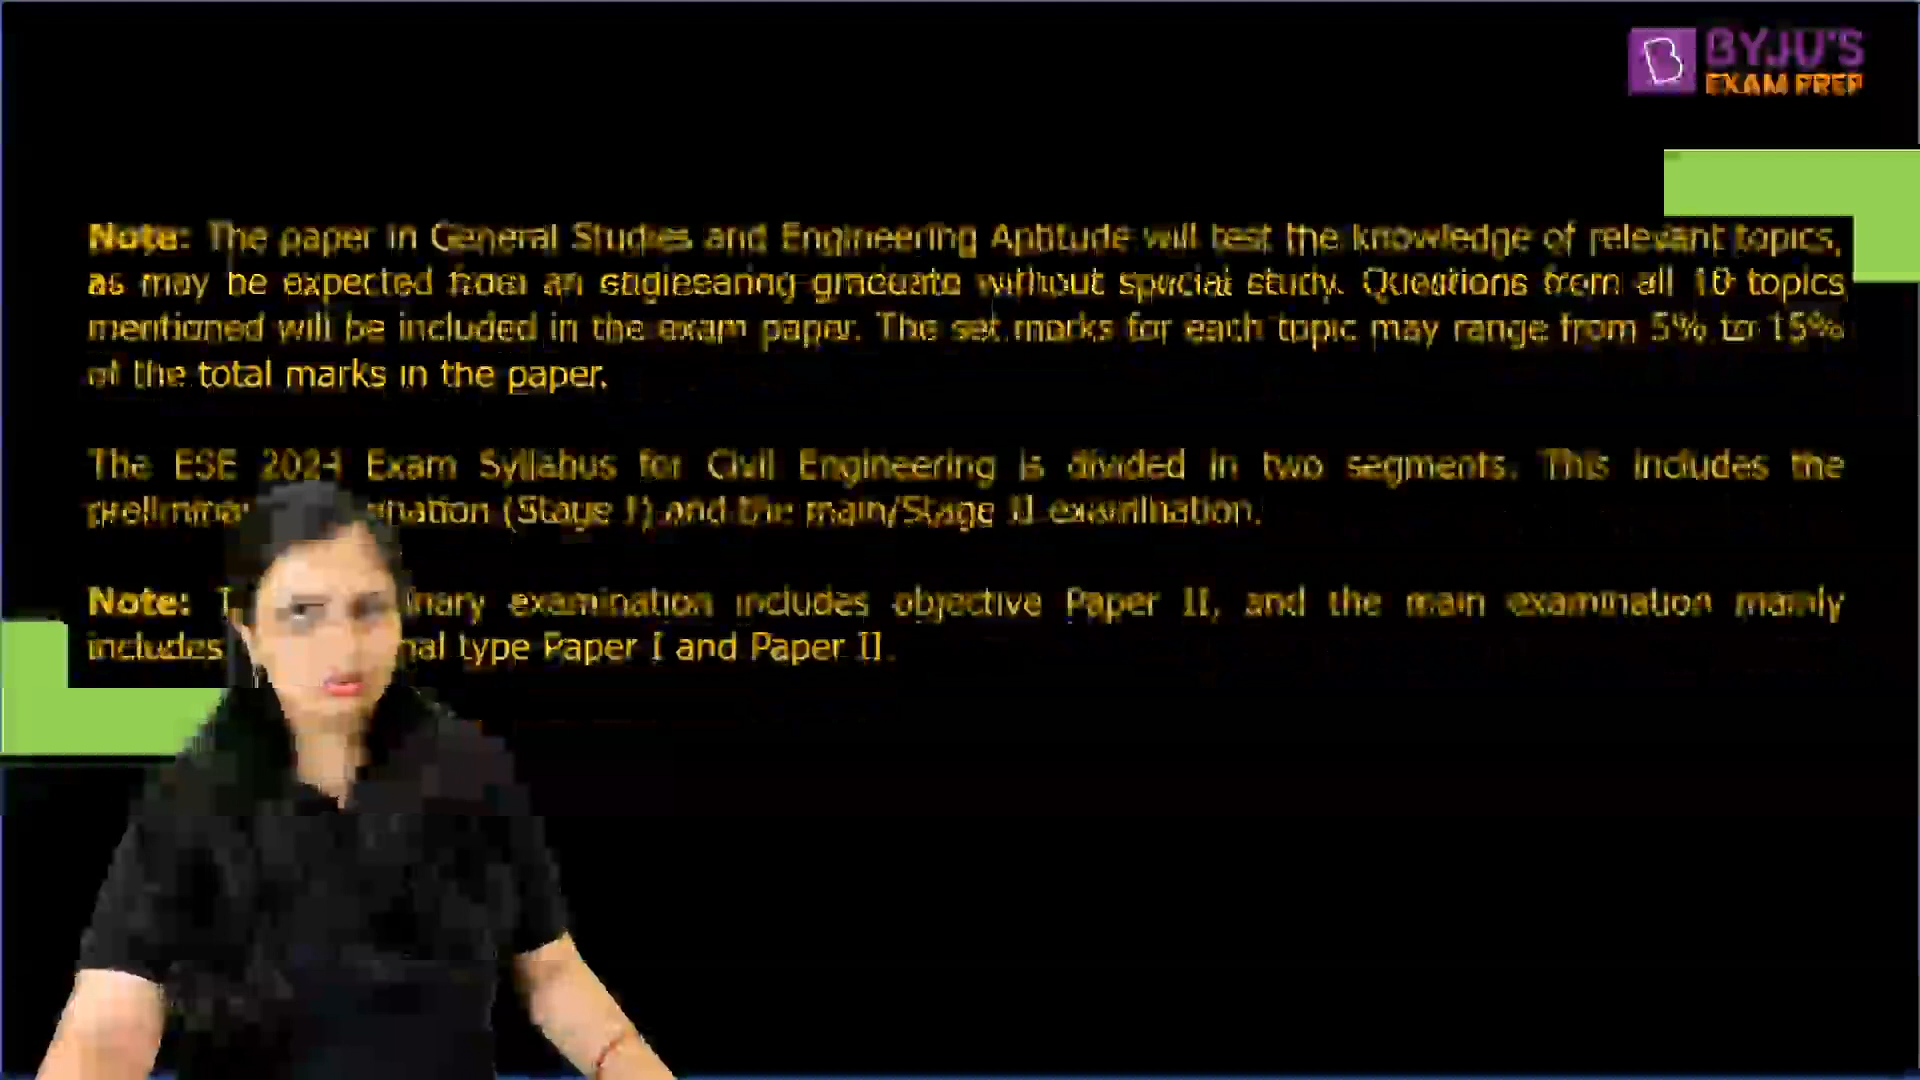 BYJU'S
EXAM PREP
Note: The paper in General Studies and Engineering Aptitude will test the knowledge of relevant topics,
as may be expected from an graduate without special study. Questions from all 10 topics
mentioned will be included in the exam paper. The set marks for each topic may range from 5% to 15%
of the total marks in the paper.
The ESE 2024 Exam Syllabus for Civil Engineering is divided in two segments. This includes the
(Stage I) and the main/Stage II examination.
Note: examination includes objective Paper II, and the main examination mainly
includes type Paper I and Paper II.